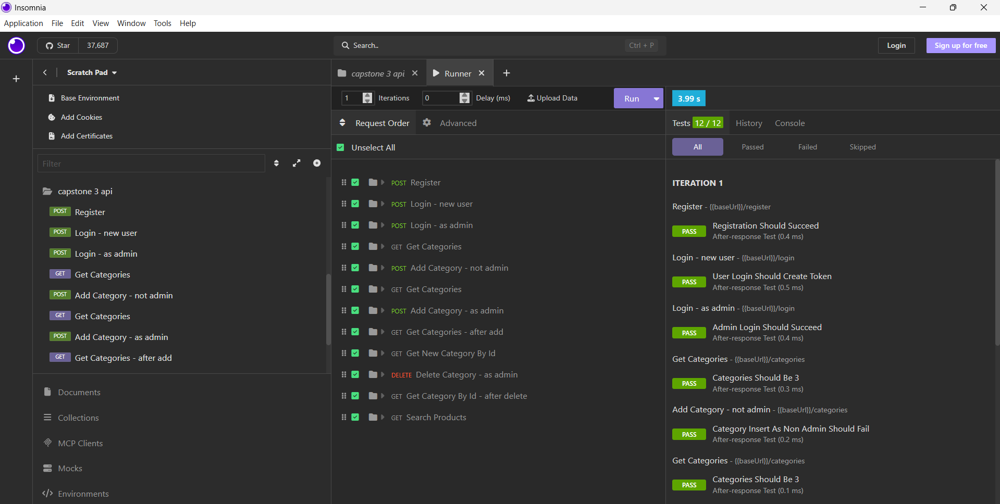 Insomnia
Application File Edit View Window Tools Help
Star 37,687
Search..
Ctrl + P
Login
Sign up for free
Scratch Pad
Base Environment
Add Cookies
Add Certificates
Filter
capstone 3 api
POST Register
POST Login - new user
POST Login - as admin
GET Get Categories
POST Add Category - not admin
GET Get Categories
POST Add Category - as admin
GET Get Categories - after add
Documents
Collections
MCP Clients
Mocks
Environments
capstone 3 api
Runner
1 Iterations 0 Delay (ms) Upload Data Run
Request Order Advanced
Unselect All
POST Register
POST Login - new user
POST Login - as admin
GET Get Categories
POST Add Category - not admin
GET Get Categories
POST Add Category - as admin
GET Get Categories - after add
GET Get New Category By Id
DELETE Delete Category - as admin
GET Get Category By Id - after delete
GET Search Products
3.99 s
Tests 12 / 12 History Console
All Passed Failed Skipped
ITERATION 1
Register - {{baseUrl}}/register
PASS Registration Should Succeed
After-response Test (0.4 ms)
Login - new user - {{baseUrl}}/login
PASS User Login Should Create Token
After-response Test (0.5 ms)
Login - as admin - {{baseUrl}}/login
PASS Admin Login Should Succeed
After-response Test (0.4 ms)
Get Categories - {{baseUrl}}/categories
PASS Categories Should Be 3
After-response Test (0.3 ms)
Add Category - not admin - {{baseUrl}}/categories
PASS Category Insert As Non Admin Should Fail
After-response Test (0.2 ms)
Get Categories - {{baseUrl}}/categories
PASS Categories Should Be 3
After-response Test (0.1 ms)